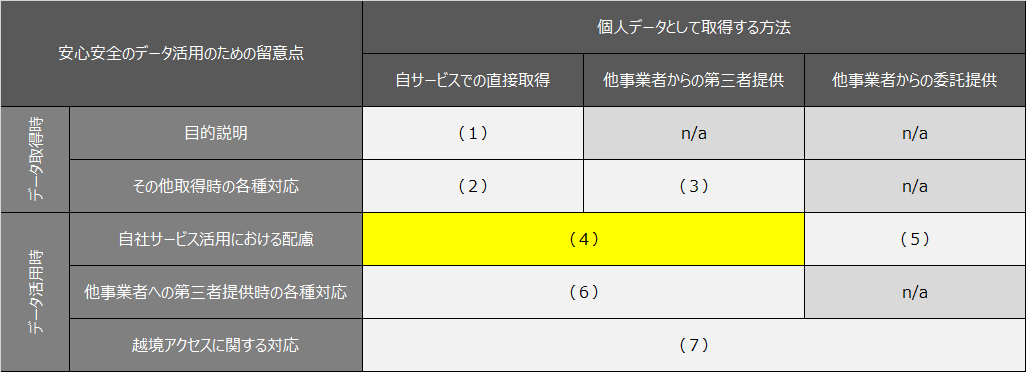 安心安全のデータ活用のための留意点
個人データとして取得する方法
自サービスでの直接取得
他事業者からの第三者提供
他事業者からの委託提供
データ取得時
目的説明
（１）
n/a
n/a
その他取得時の各種対応
（２）
（３）
n/a
データ活用時
自社サービス活用における配慮
（４）
（５）
他事業者への第三者提供時の各種対応
（６）
n/a
越境アクセスに関する対応
（７）